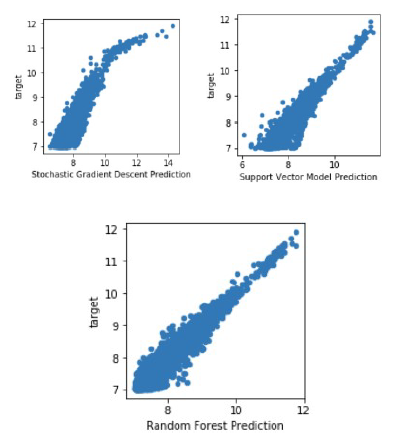 12
11
10
9
8
7
target
8 10 12 14
Stochastic Gradient Descent Prediction
12
11
10
9
8
7
target
6 8 10
Support Vector Model Prediction
12
11
10
9
8
7
target
8 10 12
Random Forest Prediction